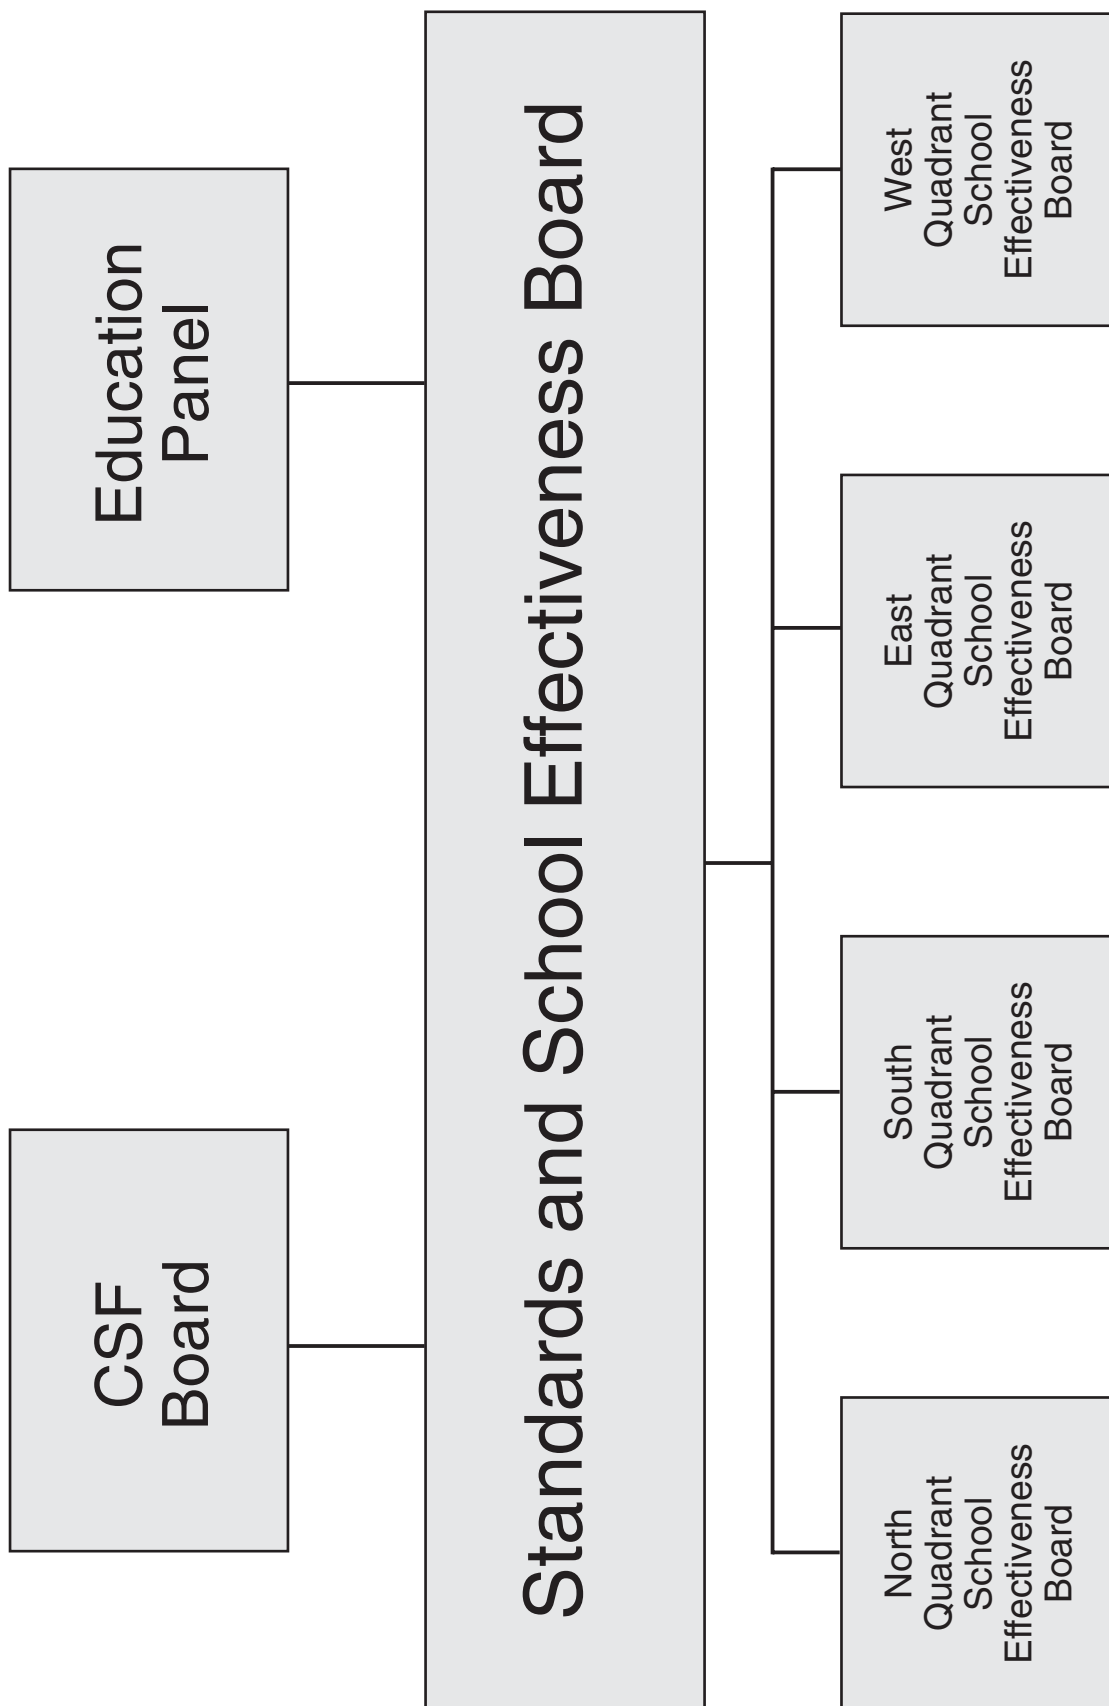 CSF
Board
Education
Panel
Standards and School Effectiveness Board
North
Quadrant
School
Effectiveness
Board
South
Quadrant
School
Effectiveness
Board
East
Quadrant
School
Effectiveness
Board
West
Quadrant
School
Effectiveness
Board